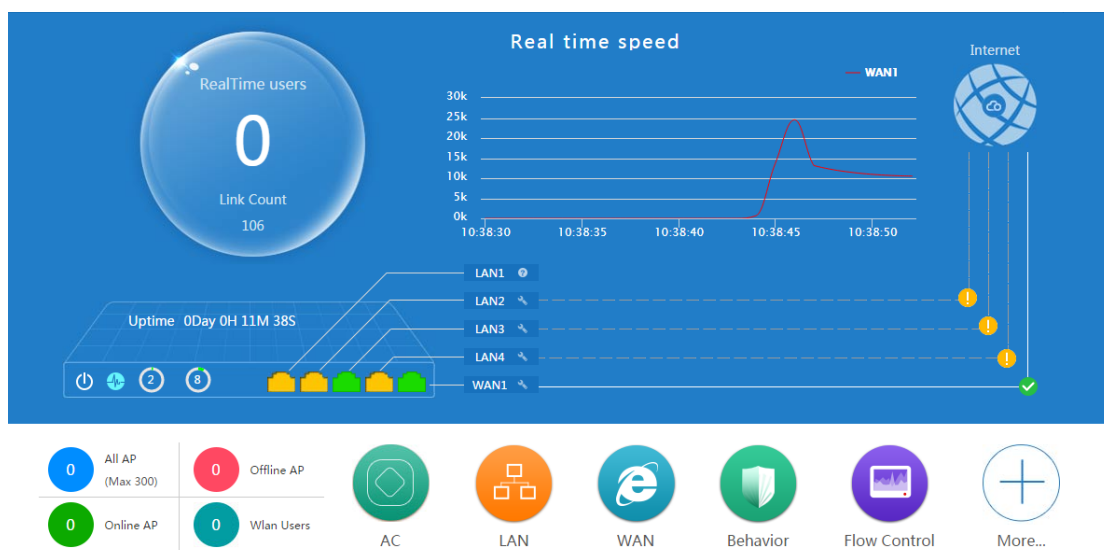 Real time speed
Internet
RealTime users
0
Link Count
106
WAN1
30k
25k
20k
15k
10k
5k
0k
10:38:30
10:38:35
10:38:40
10:38:45
10:38:50
LAN1
LAN2
LAN3
LAN4
WAN1
Uptime 0Day 0H 11M 38S
2
8
0
All AP
(Max 300)
0
Offline AP
0
Online AP
0
Wlan Users
AC
LAN
WAN
Behavior
Flow Control
More...